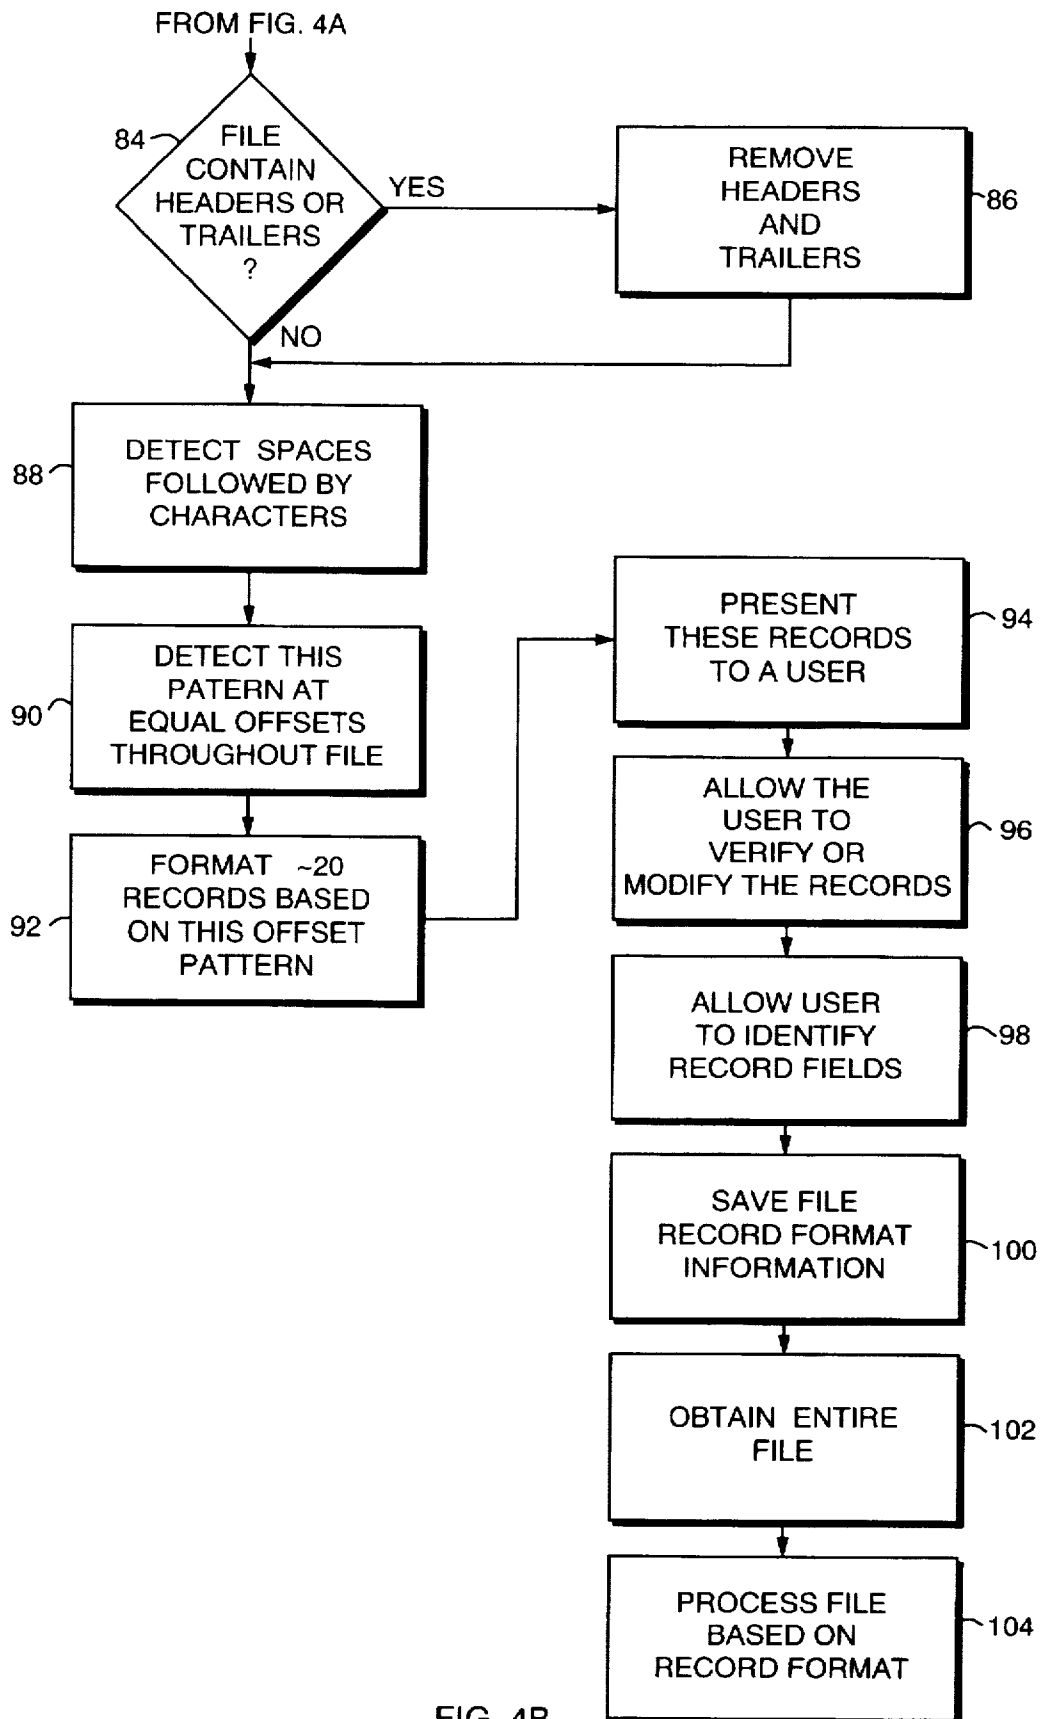 FROM FIG. 4A
84
FILE
CONTAIN
HEADERS OR
TRAILERS
?
YES
NO
REMOVE
HEADERS
AND
TRAILERS
86
88
DETECT SPACES
FOLLOWED BY
CHARACTERS
90
DETECT THIS
PATERN AT
EQUAL OFFSETS
THROUGHOUT FILE
92
FORMAT ~20
RECORDS BASED
ON THIS OFFSET
PATTERN
PRESENT
THESE RECORDS
TO A USER
94
ALLOW THE
USER TO
VERIFY OR
MODIFY THE RECORDS
96
ALLOW USER
TO IDENTIFY
RECORD FIELDS
98
SAVE FILE
RECORD FORMAT
INFORMATION
100
OBTAIN ENTIRE
FILE
102
PROCESS FILE
BASED ON
RECORD FORMAT
104
FIG. 4B